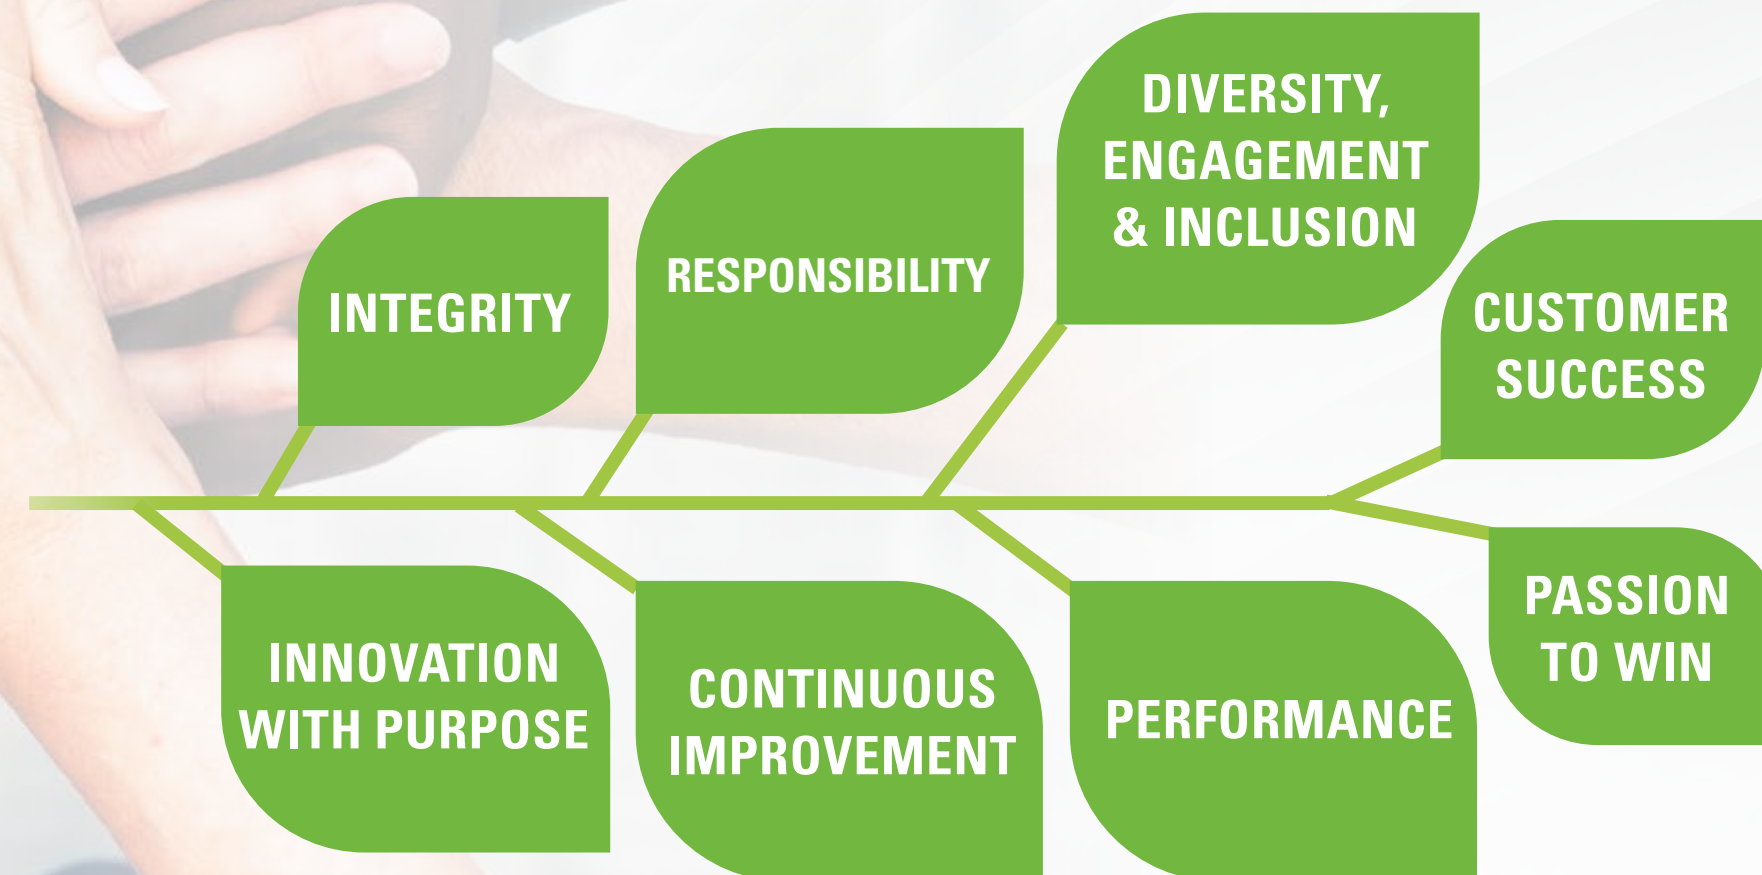 INTEGRITY
RESPONSIBILITY
DIVERSITY,
ENGAGEMENT
& INCLUSION
CUSTOMER
SUCCESS
INNOVATION
WITH PURPOSE
CONTINUOUS
IMPROVEMENT
PERFORMANCE
PASSION
TO WIN